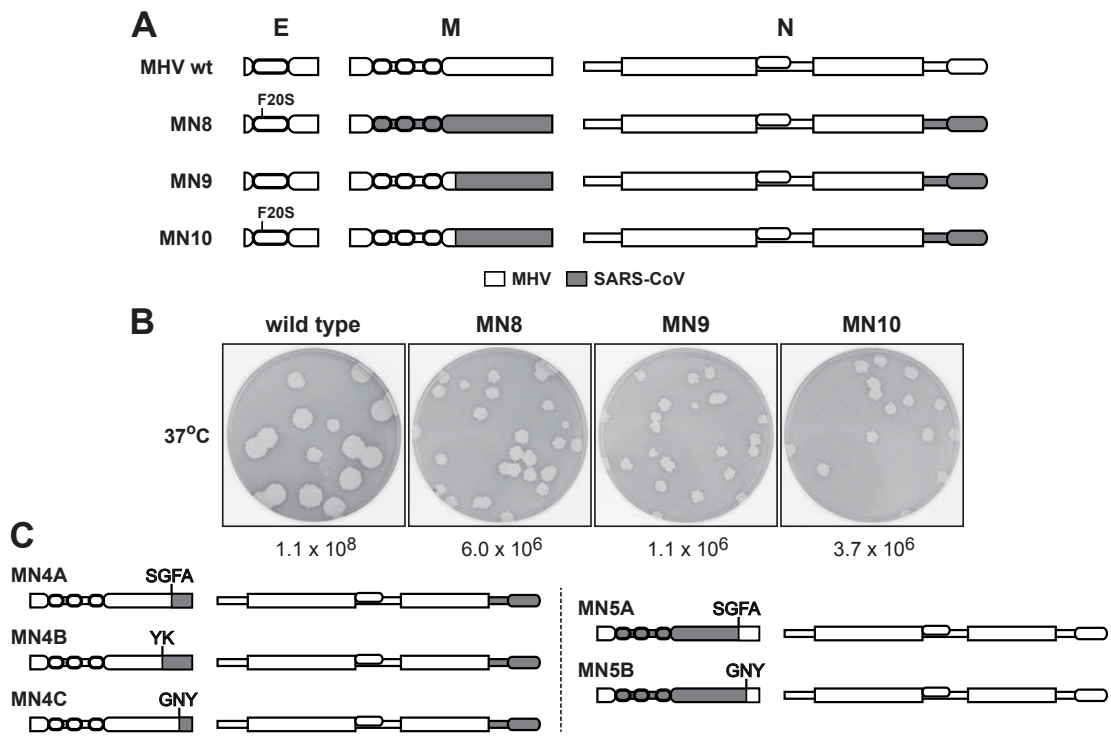 A
E M N
MHV wt
F20S
MN8
MN9
F20S
MN10
MHV SARS-CoV
B
wild type MN8 MN9 MN10
37°C
1.1 x 10⁸ 6.0 x 10⁶ 1.1 x 10⁶ 3.7 x 10⁶
C
MN4A SGFA
MN4B YK
MN4C GNY
MN5A SGFA
MN5B GNY